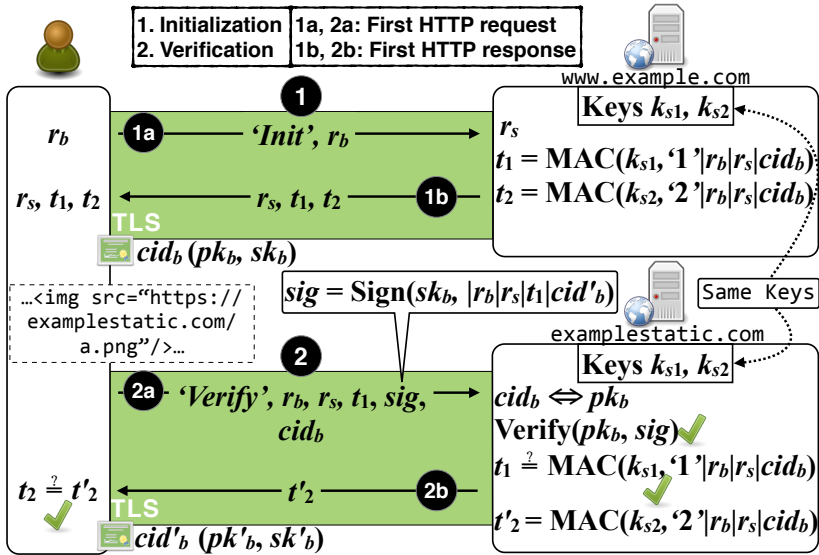 1. Initialization
2. Verification
1a, 2a: First HTTP request
1b, 2b: First HTTP response
www.example.com
Keys ks1, ks2
1
rb
1a
‘Init’, rb
rs
t1 = MAC(ks1,‘1’|rb|rs|cidb)
t2 = MAC(ks2,‘2’|rb|rs|cidb)
rs, t1, t2
rs, t1, t2
1b
TLS
cidb (pkb, skb)
…<img src=“https://
examplestatic.com/
a.png”/>…
sig = Sign(skb, |rb|rs|t1|cid'b)
Same Keys
examplestatic.com
Keys ks1, ks2
2
2a
‘Verify’, rb, rs, t1, sig,
cidb
cidb ⇔ pkb
Verify(pkb, sig)
t1 ≟ MAC(ks1,‘1’|rb|rs|cidb)
t2 ≟ t'2
t'2
2b
t'2 = MAC(ks2,‘2’|rb|rs|cidb)
TLS
cid'b (pk'b, sk'b)